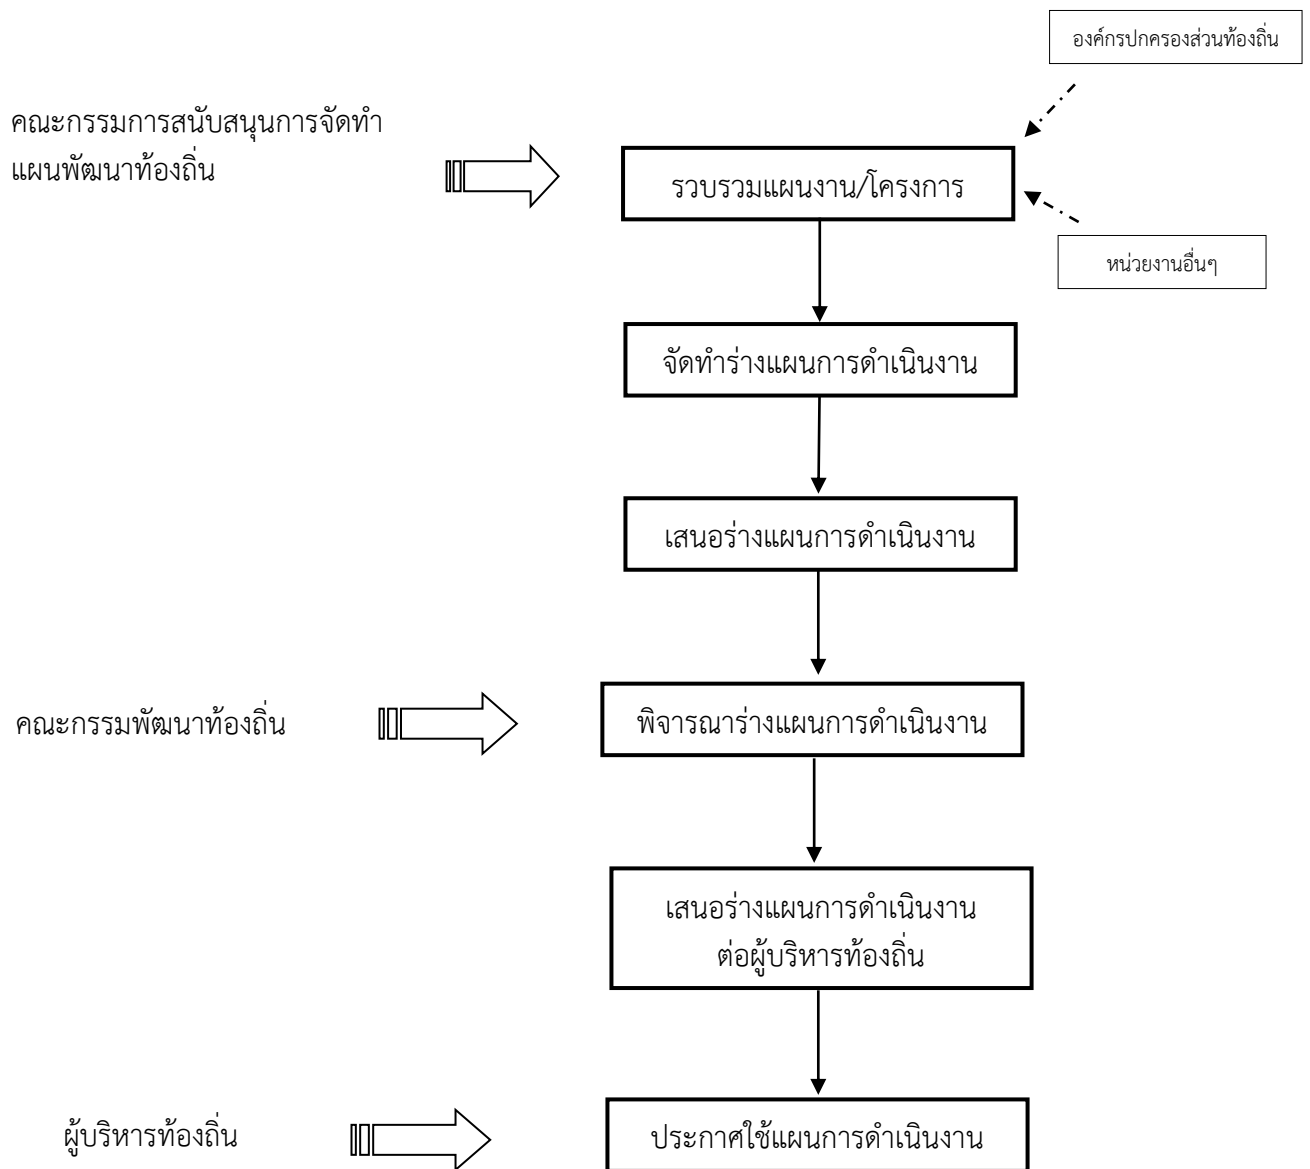 องค์กรปกครองส่วนท้องถิ่น
คณะกรรมการสนับสนุนการจัดทำ
แผนพัฒนาท้องถิ่น
รวบรวมแผนงาน/โครงการ
หน่วยงานอื่นๆ
จัดทำร่างแผนการดำเนินงาน
เสนอร่างแผนการดำเนินงาน
คณะกรรมพัฒนาท้องถิ่น
พิจารณาร่างแผนการดำเนินงาน
เสนอร่างแผนการดำเนินงาน
ต่อผู้บริหารท้องถิ่น
ผู้บริหารท้องถิ่น
ประกาศใช้แผนการดำเนินงาน